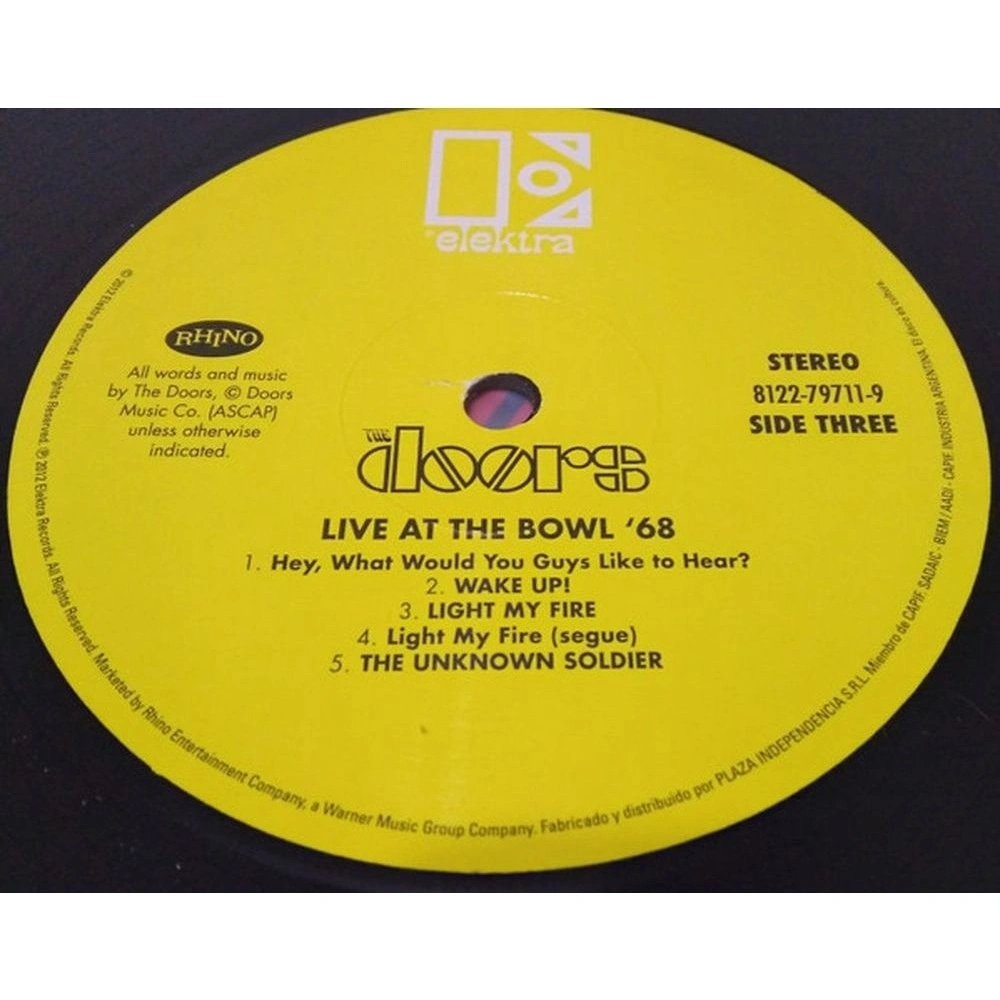 elektra
RHINO
All words and music
by The Doors, © Doors
Music Co. (ASCAP)
unless otherwise
indicated.
STEREO
8122-79711-9
SIDE THREE
THE
doors
LIVE AT THE BOWL ‘68
1. Hey, What Would You Guys Like to Hear?
2. WAKE UP!
3. LIGHT MY FIRE
4. Light My Fire (segue)
5. THE UNKNOWN SOLDIER
© 2012 Elektra Records. All Rights Reserved. ℗ 2012 Elektra Records. All Rights Reserved. Marketed by Rhino Entertainment Company, a Warner Music Group Company. Fabricado y distribuido por PLAZA INDEPENDENCIA S.R.L. Miembro de CAPIF. SADAIC - BIEM / AADI - CAPIF. INDUSTRIA ARGENTINA. El disco es cultura.